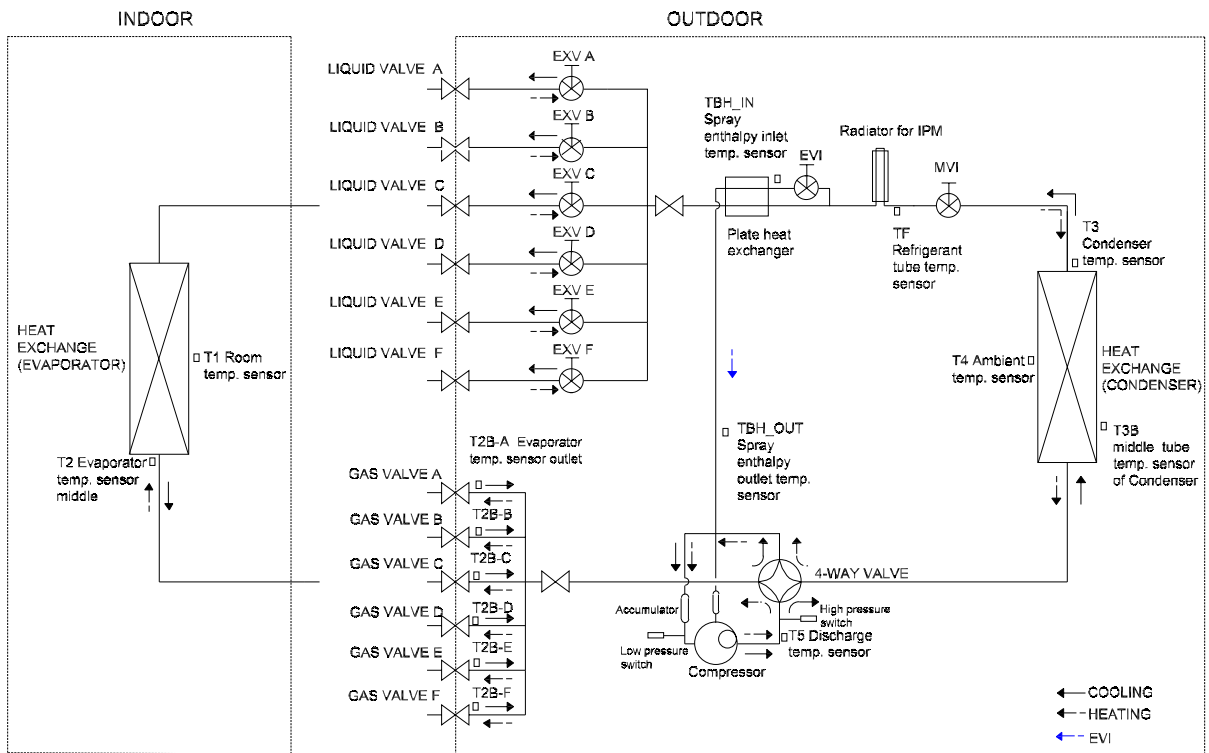 INDOOR
OUTDOOR
LIQUID VALVE A
EXV A
LIQUID VALVE B
EXV B
LIQUID VALVE C
EXV C
LIQUID VALVE D
EXV D
LIQUID VALVE E
EXV E
LIQUID VALVE F
EXV F
TBH_IN
Spray
enthalpy inlet
temp. sensor
EVI
Plate heat
exchanger
Radiator for IPM
MVI
TF
Refrigerant
tube temp.
sensor
T3
Condenser
temp. sensor
HEAT
EXCHANGE
(EVAPORATOR)
T1 Room
temp. sensor
T2 Evaporator
temp. sensor
middle
T4 Ambient
temp. sensor
HEAT
EXCHANGE
(CONDENSER)
T3B
middle tube
temp. sensor
of Condenser
TBH_OUT
Spray
enthalpy
outlet temp.
sensor
T2B-A Evaporator
temp. sensor outlet
GAS VALVE A
GAS VALVE B
T2B-B
GAS VALVE C
T2B-C
GAS VALVE D
T2B-D
GAS VALVE E
T2B-E
GAS VALVE F
T2B-F
4-WAY VALVE
Accumulator
Low pressure
switch
Compressor
High pressure
switch
T5 Discharge
temp. sensor
COOLING
HEATING
EVI